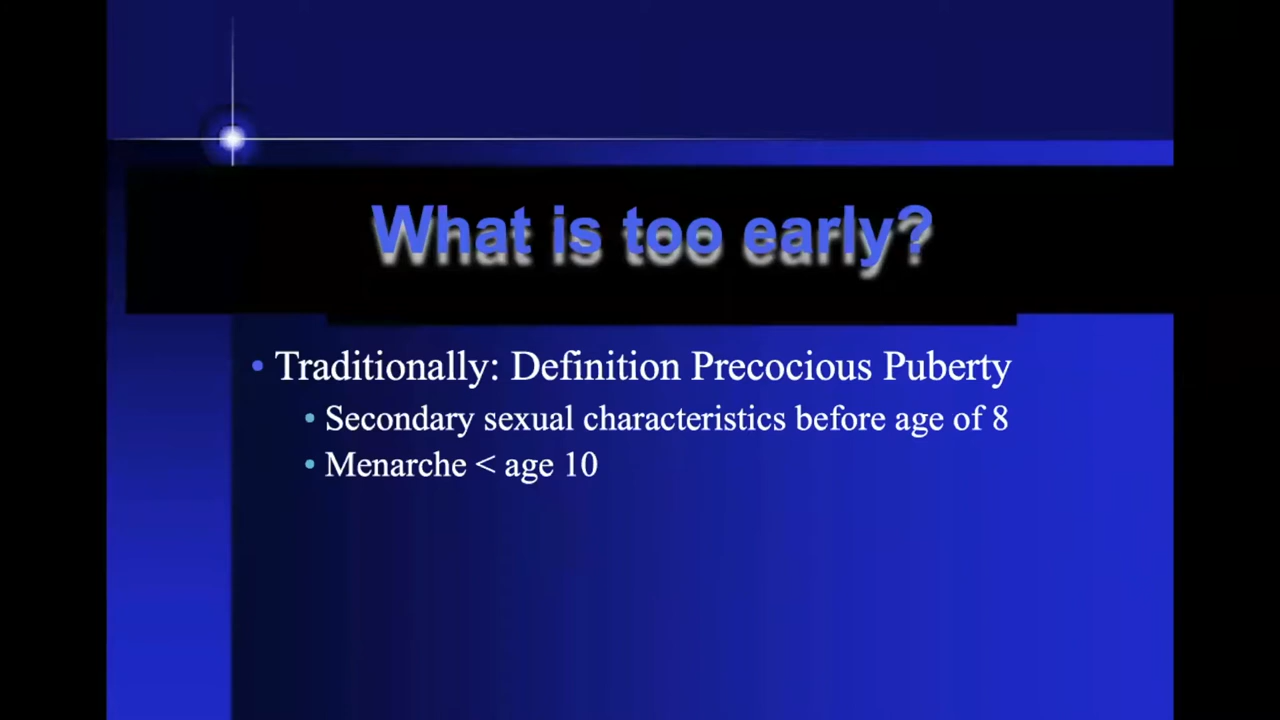 What is too early?
• Traditionally: Definition Precocious Puberty
• Secondary sexual characteristics before age of 8
• Menarche < age 10